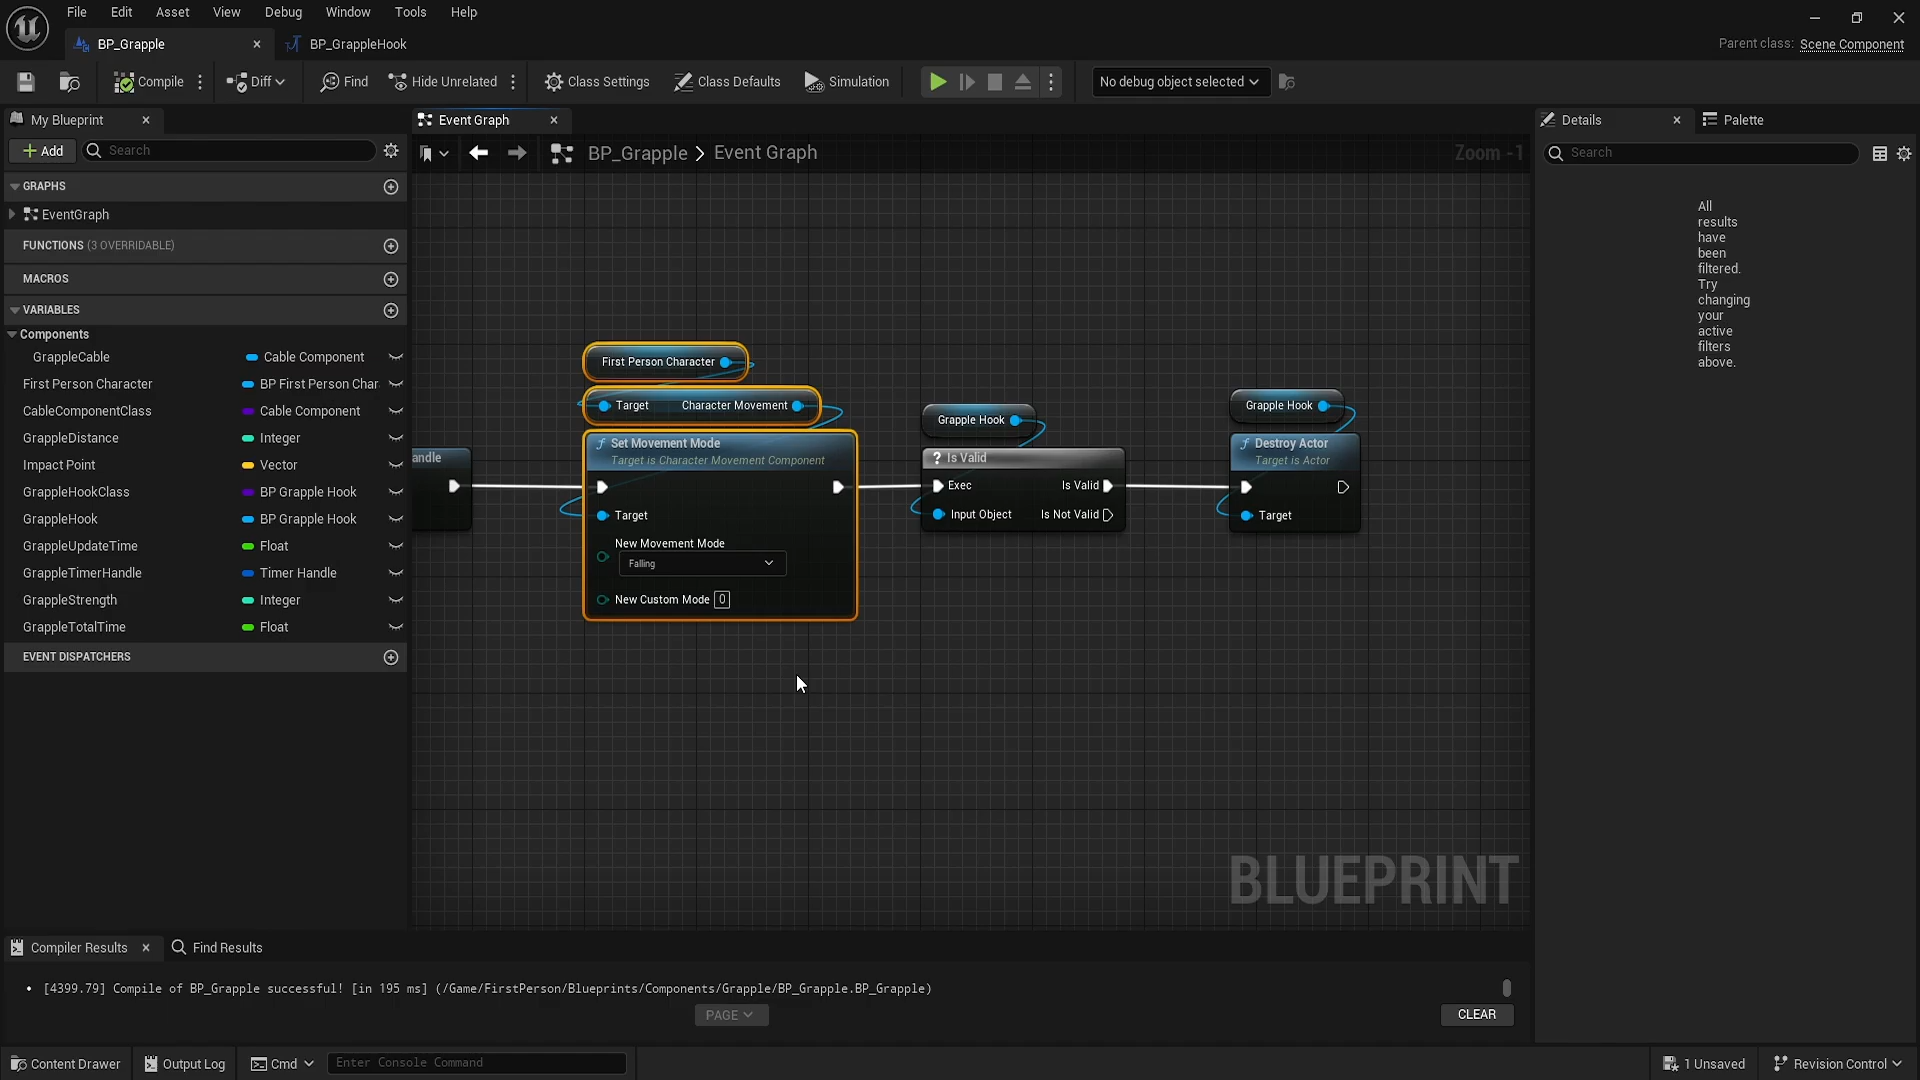 File Edit Asset View Debug Window Tools Help
BP_Grapple BP_GrappleHook
Parent class: Scene Component
Compile Diff Find Hide Unrelated Class Settings Class Defaults Simulation No debug object selected
My Blueprint
Event Graph
Details Palette
Add Search
BP_Grapple > Event Graph
Zoom -1
Search
GRAPHS
EventGraph
FUNCTIONS (3 OVERRIDABLE)
MACROS
VARIABLES
Components
GrappleCable Cable Component
First Person Character BP First Person Char
CableComponentClass Cable Component
GrappleDistance Integer
Impact Point Vector
GrappleHookClass BP Grapple Hook
GrappleHook BP Grapple Hook
GrappleUpdateTime Float
GrappleTimerHandle Timer Handle
GrappleStrength Integer
GrappleTotalTime Float
EVENT DISPATCHERS
andle
First Person Character
Target Character Movement
Set Movement Mode
Target is Character Movement Component
Target
New Movement Mode
Falling
New Custom Mode 0
Grapple Hook
? Is Valid
Exec Is Valid
Input Object Is Not Valid
Grapple Hook
Destroy Actor
Target is Actor
Target
BLUEPRINT
All
results
have
been
filtered.
Try
changing
your
active
filters
above.
Compiler Results Find Results
• [4399.79] Compile of BP_Grapple successful! [in 195 ms] (/Game/FirstPerson/Blueprints/Components/Grapple/BP_Grapple.BP_Grapple)
PAGE
CLEAR
Content Drawer Output Log Cmd Enter Console Command 1 Unsaved Revision Control